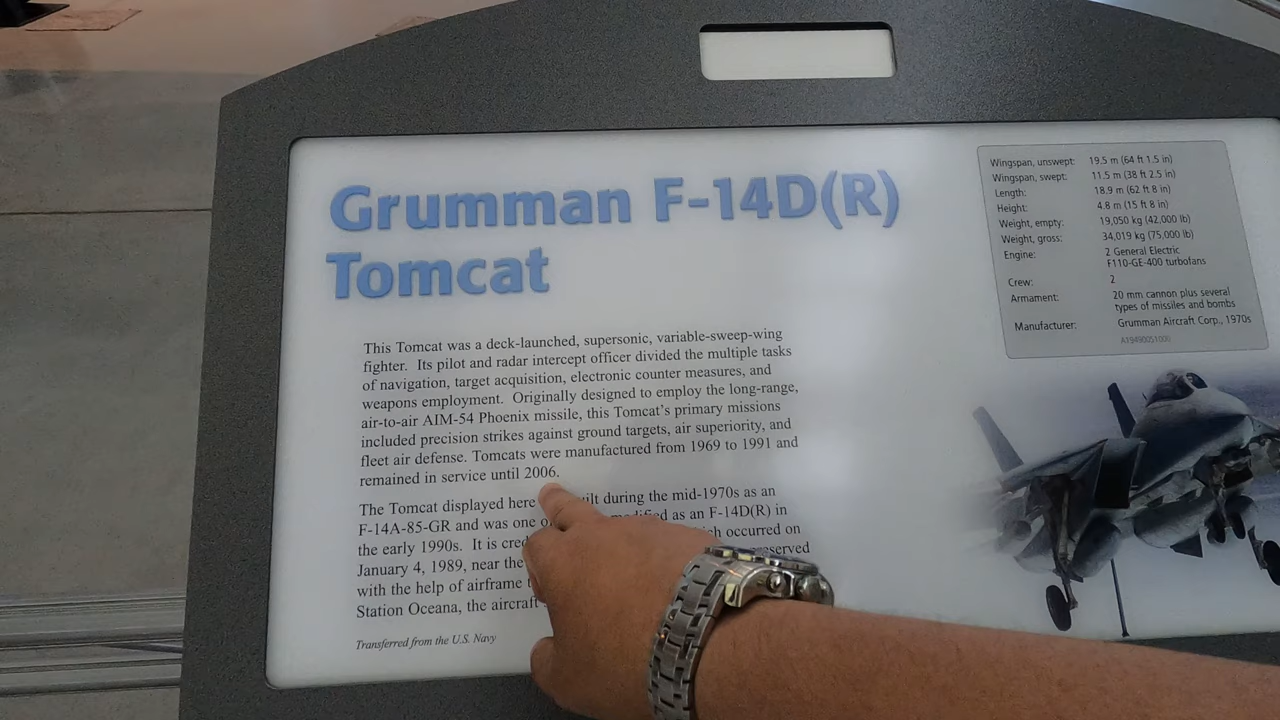 Grumman F-14D(R)
Tomcat
This Tomcat was a deck-launched, supersonic, variable-sweep-wing
fighter. Its pilot and radar intercept officer divided the multiple tasks
of navigation, target acquisition, electronic counter measures, and
weapons employment. Originally designed to employ the long-range,
air-to-air AIM-54 Phoenix missile, this Tomcat's primary missions
included precision strikes against ground targets, air superiority, and
fleet air defense. Tomcats were manufactured from 1969 to 1991 and
remained in service until 2006.
The Tomcat displayed here during the mid-1970s as an
F-14A-85-GR and was one as an F-14D(R) in
the early 1990s. It is occurred on
January 4, 1989, near the
with the help of airframe
Station Oceana, the aircraft
Transferred from the U.S. Navy
Wingspan, unswept: 19.5 m (64 ft 1.5 in)
Wingspan, swept: 11.5 m (38 ft 2.5 in)
Length: 18.9 m (62 ft 8 in)
Height: 4.8 m (15 ft 8 in)
Weight, empty: 19,050 kg (42,000 lb)
Weight, gross: 34,019 kg (75,000 lb)
Engine: 2 General Electric
F110-GE-400 turbofans
Crew: 2
Armament: 20 mm cannon plus several
types of missiles and bombs
Manufacturer: Grumman Aircraft Corp., 1970s